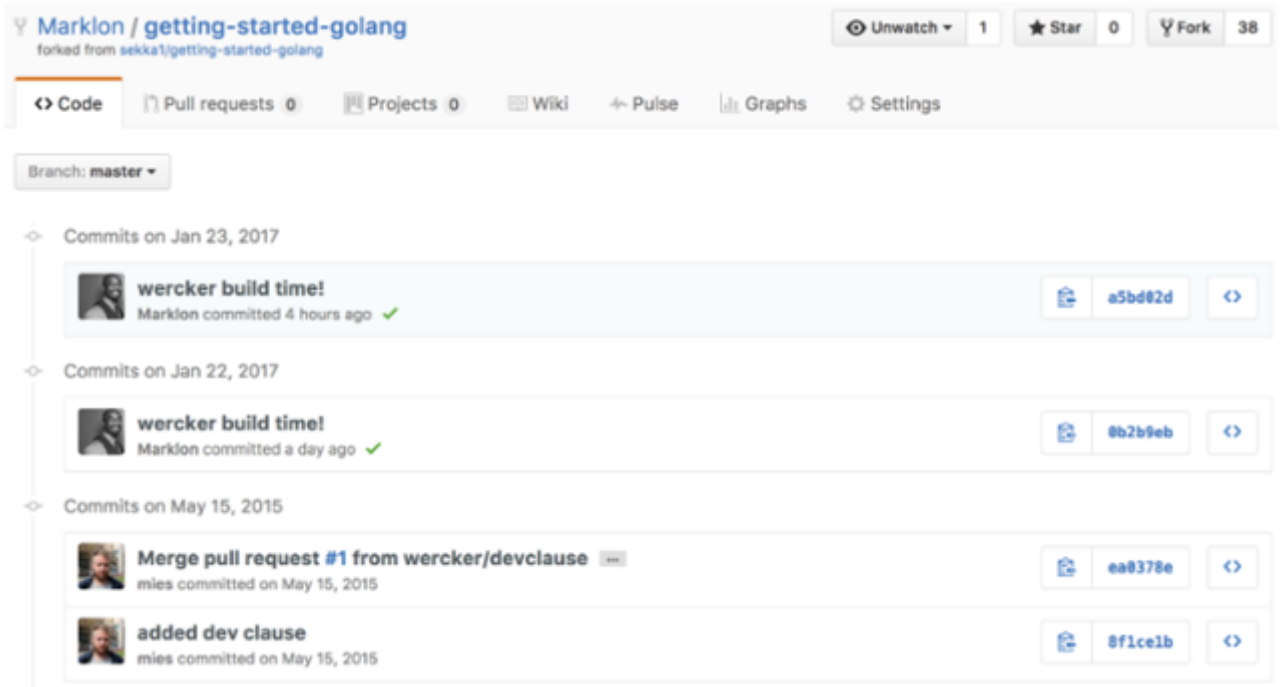 Marklon / getting-started-golang
Unwatch 1 Star 0 Fork 38
forked from sekka1/getting-started-golang
Code Pull requests 0 Projects 0 Wiki Pulse Graphs Settings
Branch: master
Commits on Jan 23, 2017
wercker build time!
Marklon committed 4 hours ago
a5bd02d
Commits on Jan 22, 2017
wercker build time!
Marklon committed a day ago
0b2b9eb
Commits on May 15, 2015
Merge pull request #1 from wercker/devclause ...
mies committed on May 15, 2015
ea0378e
added dev clause
mies committed on May 15, 2015
8f1ce1b